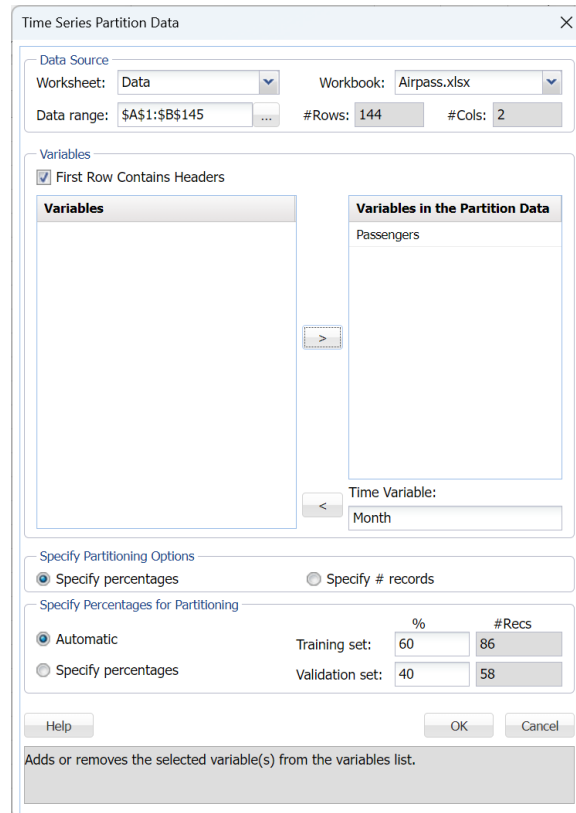 Time Series Partition Data
Data Source
Worksheet: Data Workbook: Airpass.xlsx
Data range: $A$1:$B$145 ... #Rows: 144 #Cols: 2
Variables
First Row Contains Headers
Variables Variables in the Partition Data
Passengers
>
< Time Variable:
Month
Specify Partitioning Options
Specify percentages Specify # records
Specify Percentages for Partitioning
% #Recs
Automatic Training set: 60 86
Specify percentages Validation set: 40 58
Help OK Cancel
Adds or removes the selected variable(s) from the variables list.